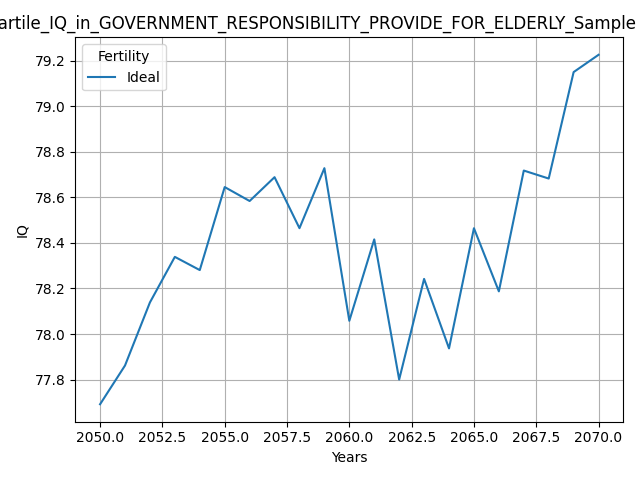 artile_IQ_in_GOVERNMENT_RESPONSIBILITY_PROVIDE_FOR_ELDERLY_Sample
Fertility
Ideal
79.2
79.0
78.8
78.6
78.4
78.2
78.0
77.8
IQ
2050.0 2052.5 2055.0 2057.5 2060.0 2062.5 2065.0 2067.5 2070.0
Years